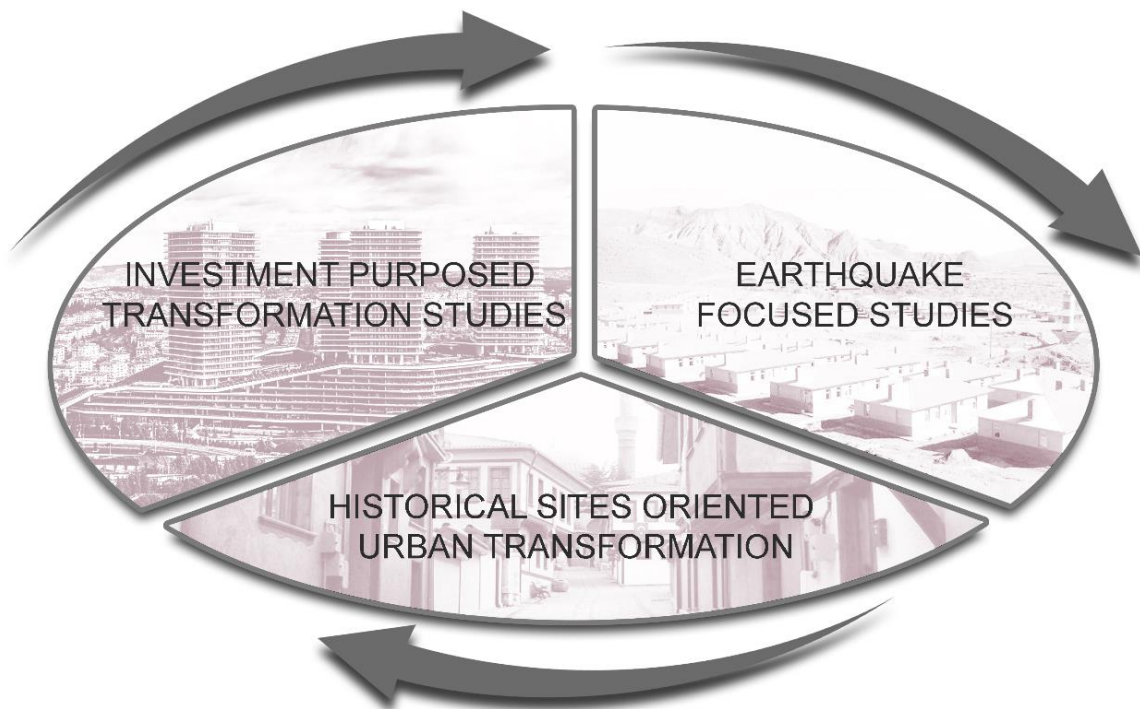 INVESTMENT PURPOSED
TRANSFORMATION STUDIES
EARTHQUAKE
FOCUSED STUDIES
HISTORICAL SITES ORIENTED
URBAN TRANSFORMATION